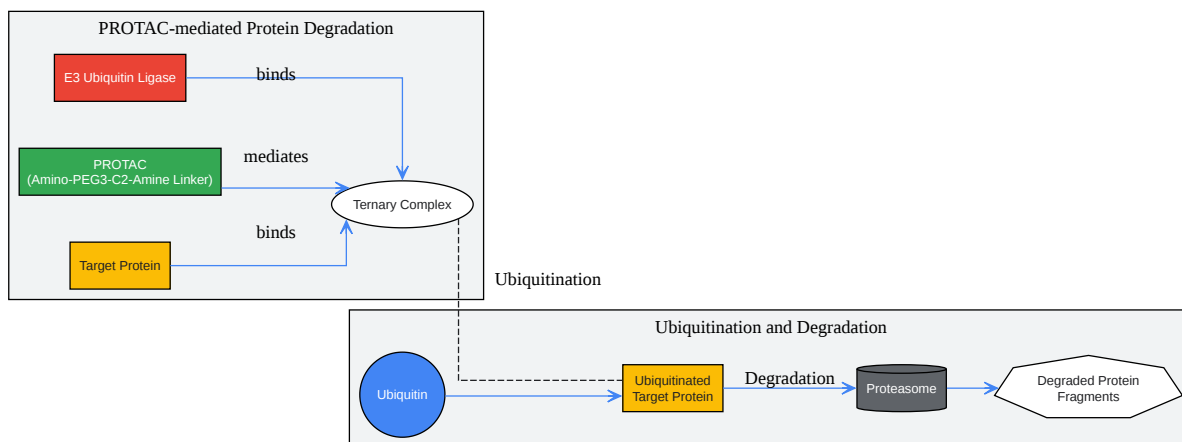 PROTAC-mediated Protein Degradation
E3 Ubiquitin Ligase
binds
PROTAC
(Amino-PEG3-C2-Amine Linker)
mediates
Ternary Complex
binds
Target Protein
Ubiquitination
Ubiquitination and Degradation
Ubiquitin
Ubiquitinated
Target Protein
Degradation
Proteasome
Degraded Protein
Fragments